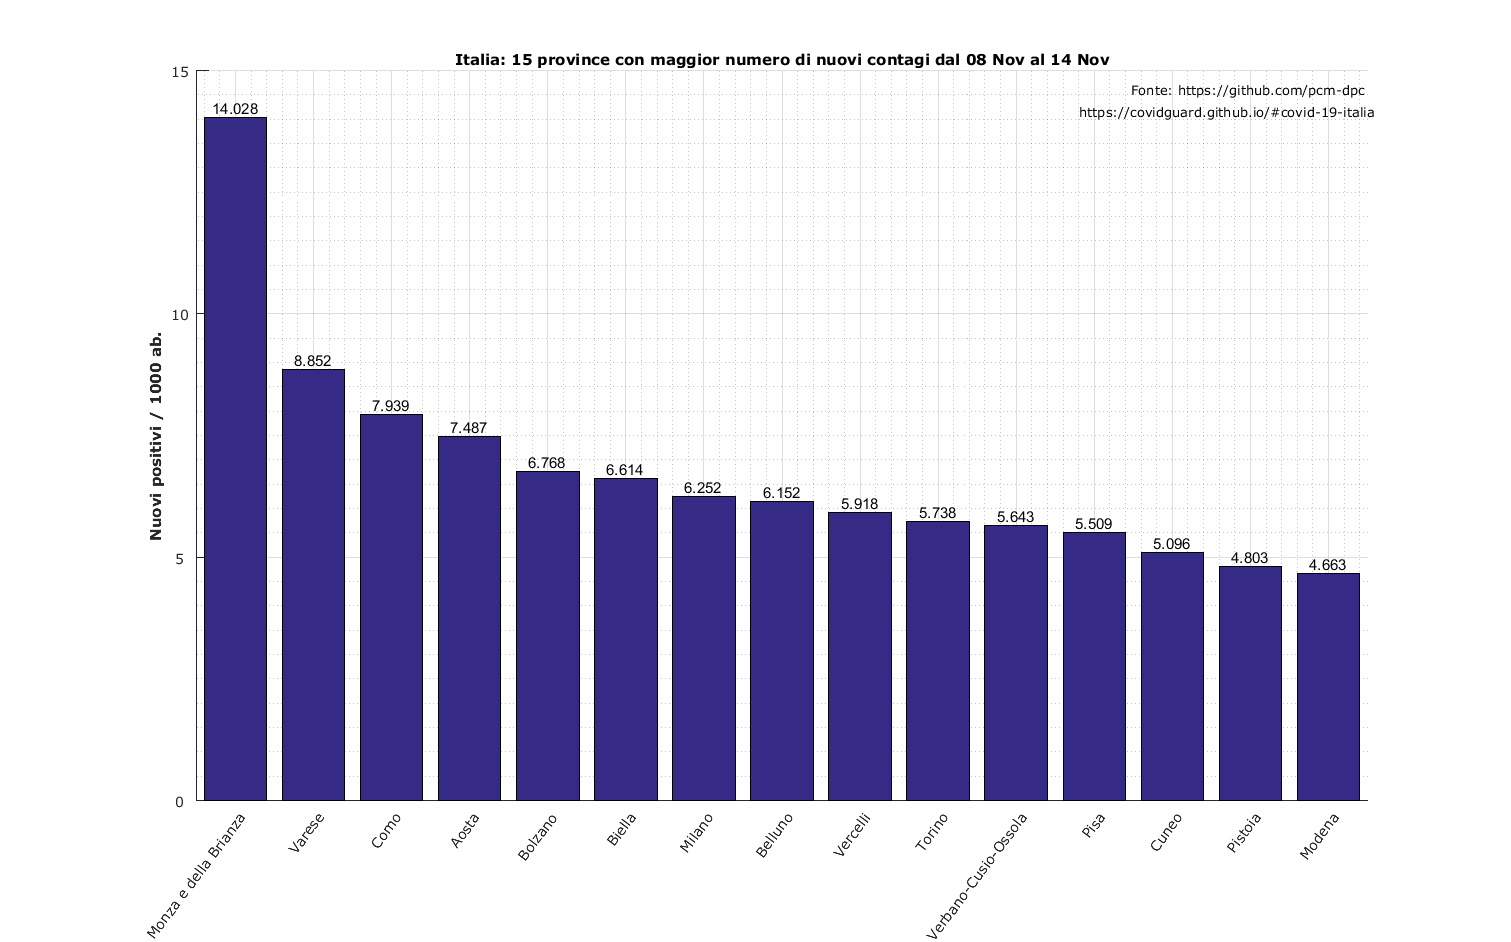 Italia: 15 province con maggior numero di nuovi contagi dal 08 Nov al 14 Nov
Fonte: https://github.com/pcm-dpc
https://covidguard.github.io/#covid-19-italia
Nuovi positivi / 1000 ab.
15
10
5
0
14.028
8.852
7.939
7.487
6.768
6.614
6.252
6.152
5.918
5.738
5.643
5.509
5.096
4.803
4.663
Monza e della Brianza
Varese
Como
Aosta
Bolzano
Biella
Milano
Belluno
Vercelli
Torino
Verbano-Cusio-Ossola
Pisa
Cuneo
Pistoia
Modena